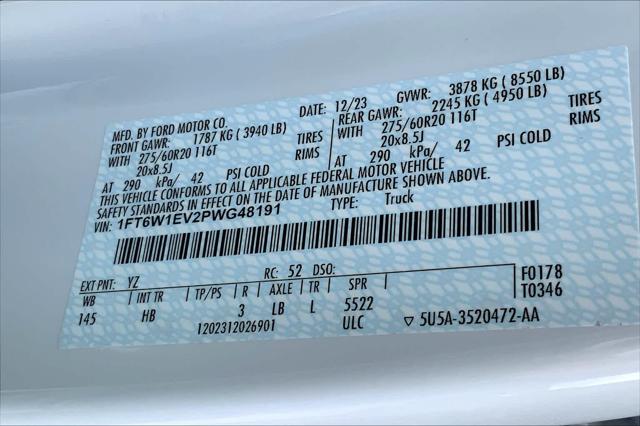 MFD. BY FORD MOTOR CO. DATE: 12/23 GVWR: 3878 KG ( 8550 LB)
FRONT GAWR: 1787 KG ( 3940 LB) REAR GAWR: 2245 KG ( 4950 LB)
WITH 275/60R20 116T TIRES WITH 275/60R20 116T TIRES
20x8.5J RIMS 20x8.5J RIMS
AT 290 kPa/ 42 PSI COLD AT 290 kPa/ 42 PSI COLD
THIS VEHICLE CONFORMS TO ALL APPLICABLE FEDERAL MOTOR VEHICLE
SAFETY STANDARDS IN EFFECT ON THE DATE OF MANUFACTURE SHOWN ABOVE.
VIN: 1FT6W1EV2PWG48191 TYPE: Truck
EXT PNT: YZ RC: 52 DSO: F0178
WB INT TR TP/PS R AXLE TR SPR T0346
145 HB 3 LB L 5522
1202312026901 ULC ▽ 5U5A-3520472-AA